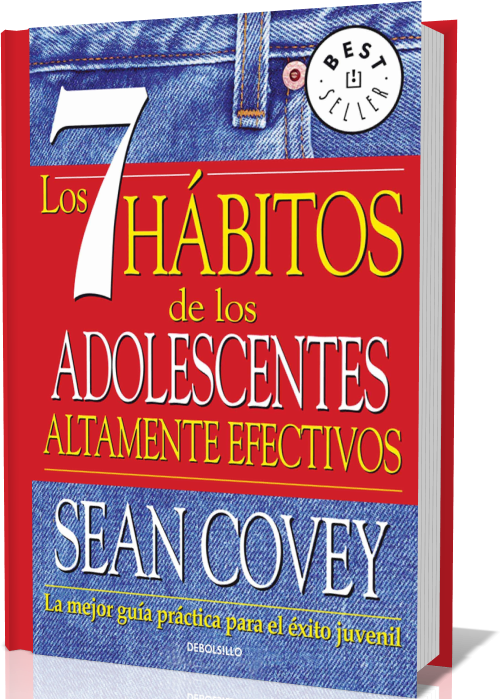 BEST
SELLER
Los 7 HÁBITOS
de los
ADOLESCENTES
ALTAMENTE EFECTIVOS
SEAN COVEY
La mejor guía práctica para el éxito juvenil
DEBOLSILLO